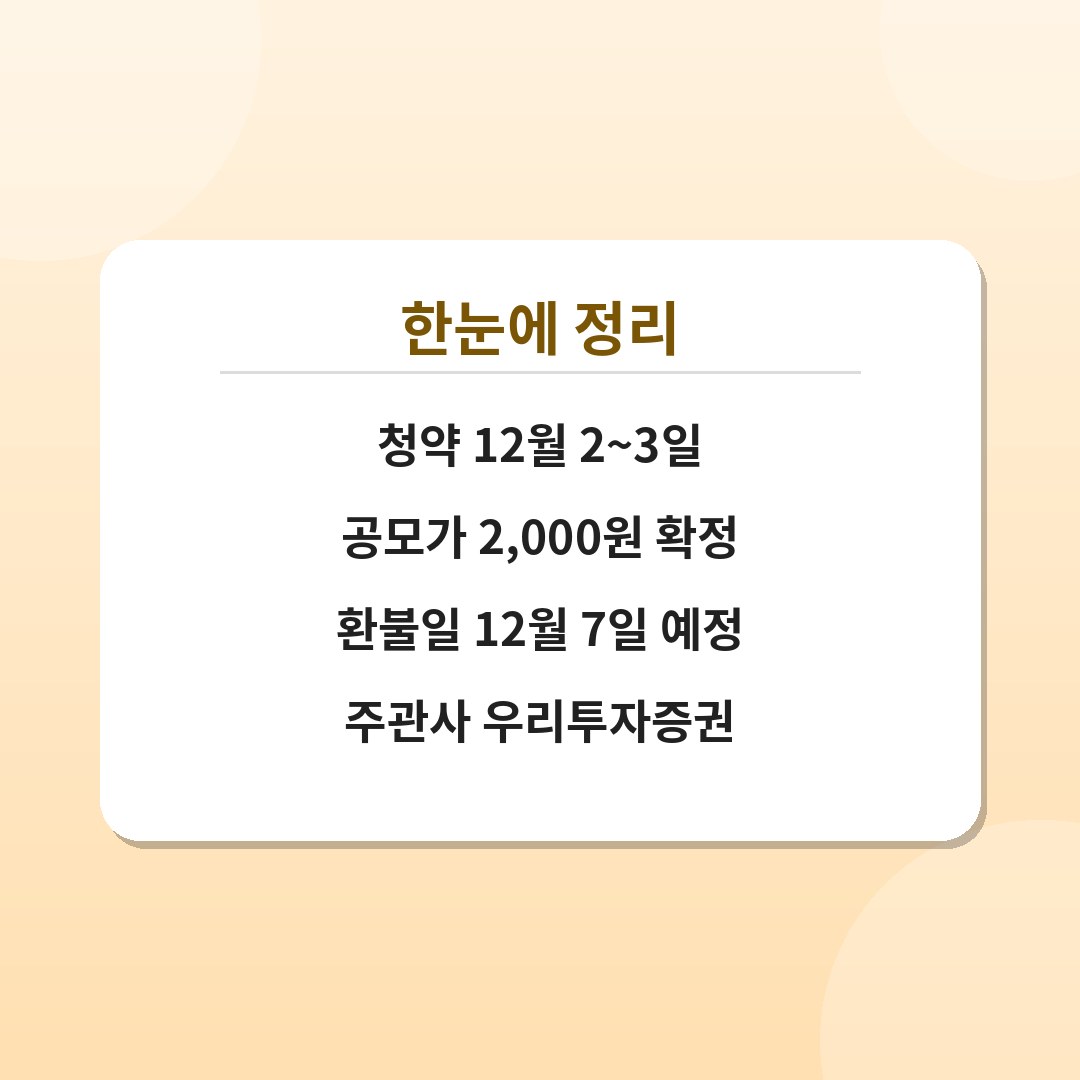 한눈에 정리
청약 12월 2~3일
공모가 2,000원 확정
환불일 12월 7일 예정
주관사 우리투자증권